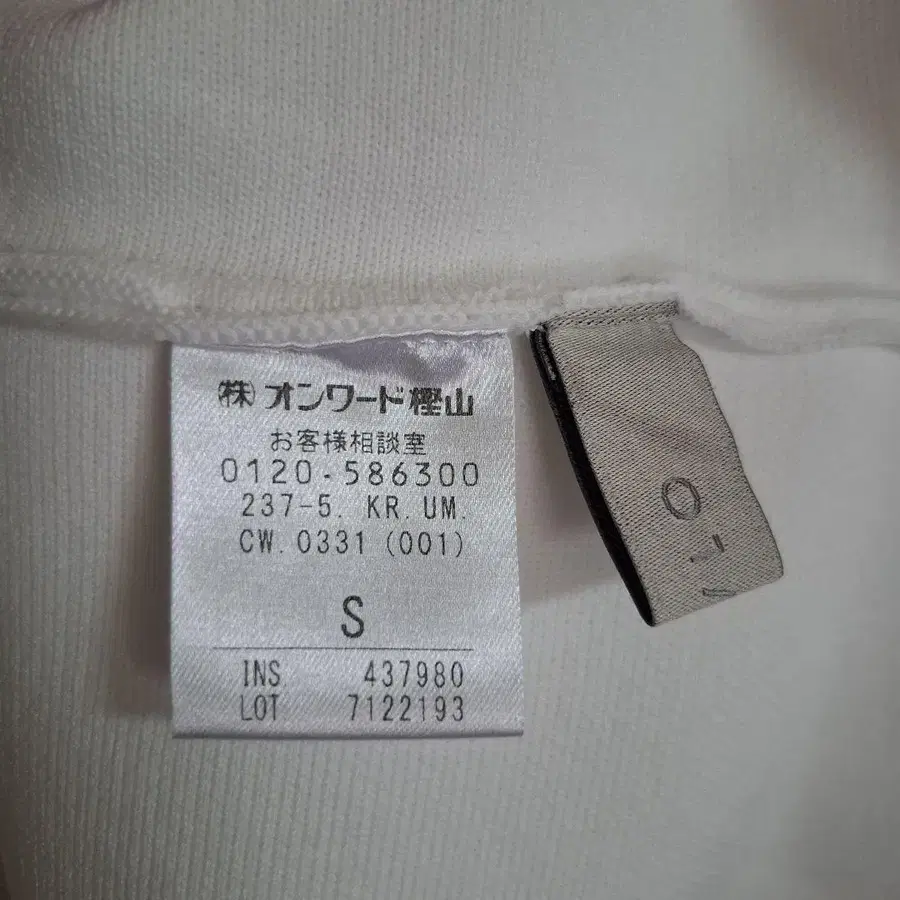 ㈱オンワード樫山
お客様相談室
0120-586300
237-5. KR. UM.
CW. 0331 (001)
S
INS 437980
LOT 7122193